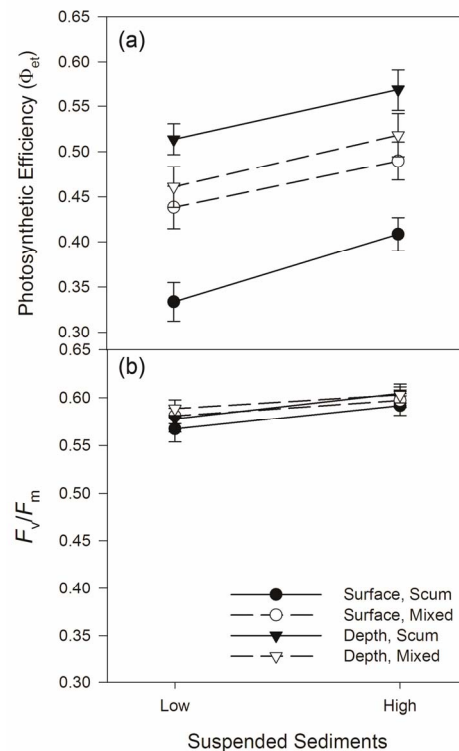 (a)
Photosynthetic Efficiency (Φet)
0.65
0.60
0.55
0.50
0.45
0.40
0.35
0.30
(b)
Fv/Fm
0.65
0.60
0.55
0.50
0.45
0.40
0.35
0.30
Surface, Scum
Surface, Mixed
Depth, Scum
Depth, Mixed
Low
High
Suspended Sediments